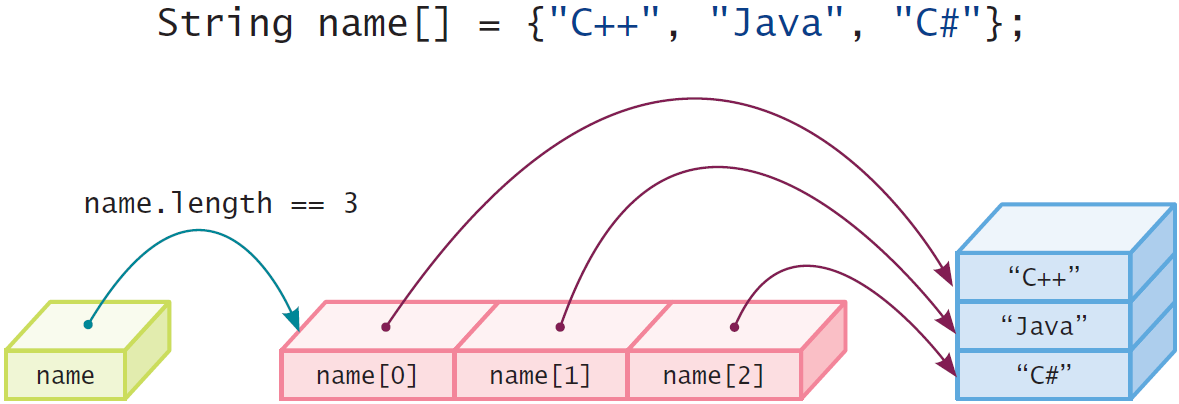 String name[] = {"C++", "Java", "C#"};
name.length == 3
name
name[0]
name[1]
name[2]
“C++”
“Java”
“C#”